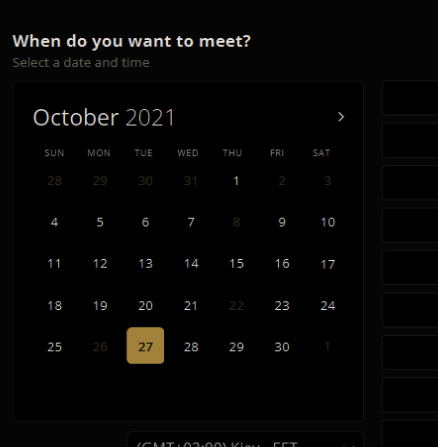 When do you want to meet?
Select a date and time
October 2021 >
SUN MON TUE WED THU FRI SAT
28 29 30 31 1 2 3
4 5 6 7 8 9 10
11 12 13 14 15 16 17
18 19 20 21 22 23 24
25 26 27 28 29 30 1
(GMT+02:00) Kiev - EET